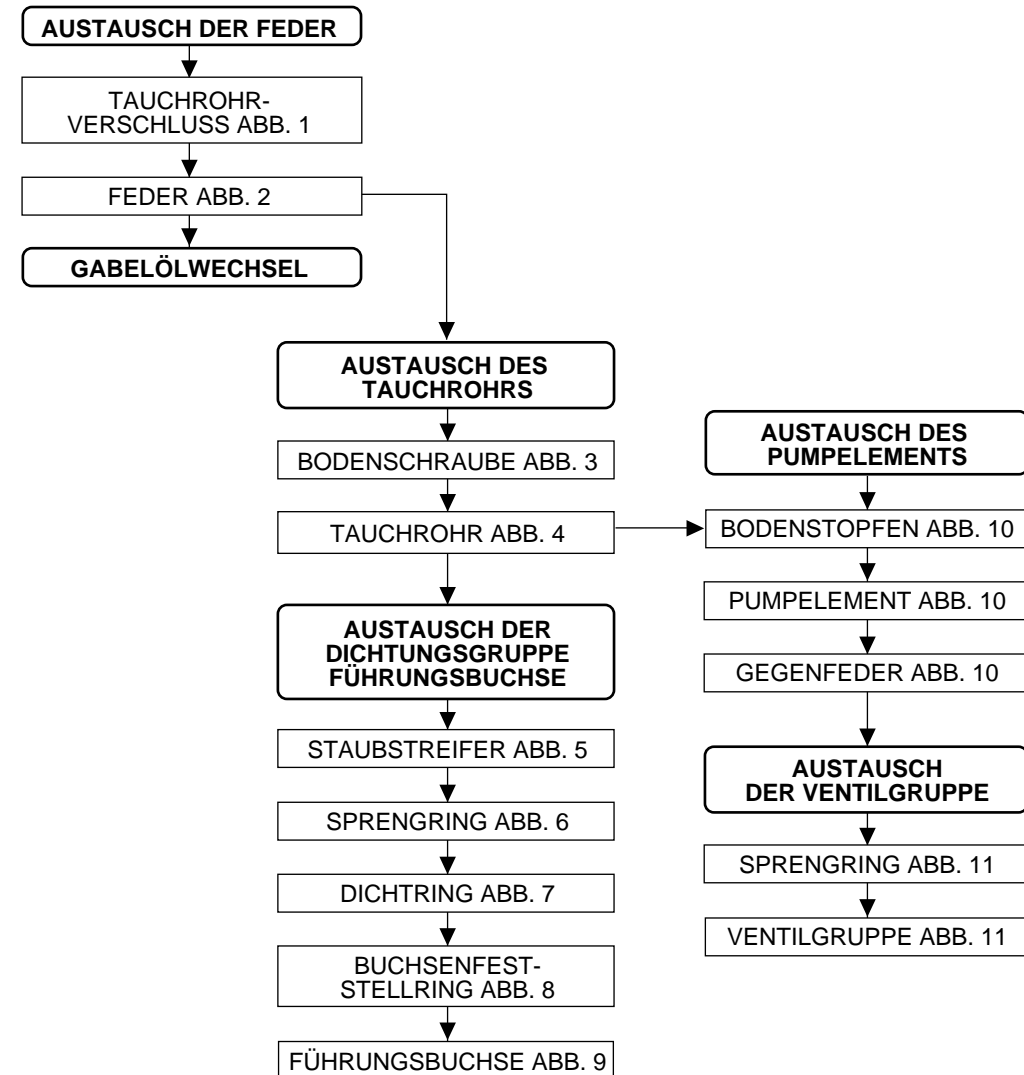 AUSTAUSCH DER FEDER
TAUCHROHR-
VERSCHLUSS ABB. 1
FEDER ABB. 2
GABELÖLWECHSEL
AUSTAUSCH DES
TAUCHROHRS
BODENSCHRAUBE ABB. 3
TAUCHROHR ABB. 4
AUSTAUSCH DER
DICHTUNGSGRUPPE
FÜHRUNGSBUCHSE
STAUBSTREIFER ABB. 5
SPRENGRING ABB. 6
DICHTRING ABB. 7
BUCHSENFEST-
STELLRING ABB. 8
FÜHRUNGSBUCHSE ABB. 9
AUSTAUSCH DES
PUMPELEMENTS
BODENSTOPFEN ABB. 10
PUMPELEMENT ABB. 10
GEGENFEDER ABB. 10
AUSTAUSCH
DER VENTILGRUPPE
SPRENGRING ABB. 11
VENTILGRUPPE ABB. 11